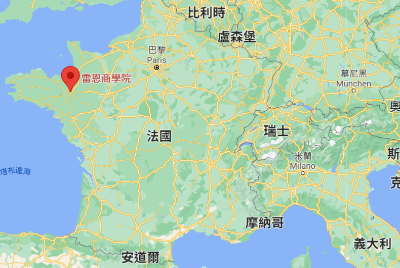 比利時
盧森堡
巴黎
Paris
雷恩商學院
慕尼黑
München
奧
法國
瑞士
米蘭
Milano
斯
克
摩納哥
義大利
安道爾